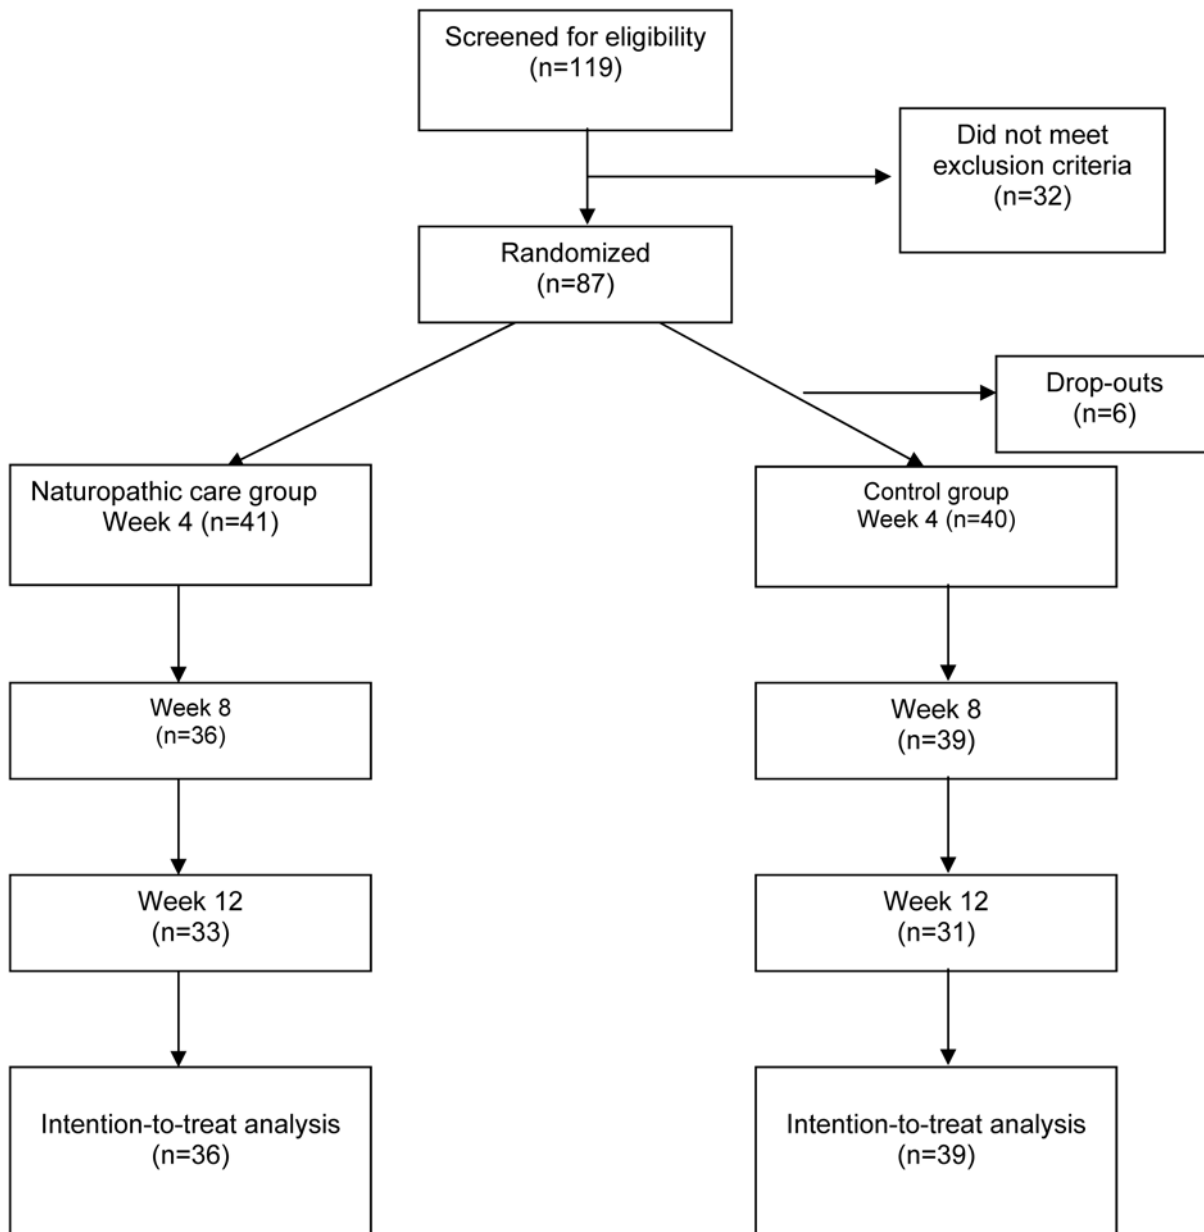 Screened for eligibility
(n=119)
Did not meet
exclusion criteria
(n=32)
Randomized
(n=87)
Drop-outs
(n=6)
Naturopathic care group
Week 4 (n=41)
Control group
Week 4 (n=40)
Week 8
(n=36)
Week 8
(n=39)
Week 12
(n=33)
Week 12
(n=31)
Intention-to-treat analysis
(n=36)
Intention-to-treat analysis
(n=39)